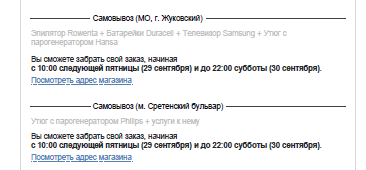 Самовывоз (МО, г. Жуковский)
Эпилятор Rowenta + Батарейки Duracell + Телевизор Samsung + Утюг с
парогенератором Hansa
Вы сможете забрать свой заказ, начиная
с 10:00 следующей пятницы (29 сентября) и до 22:00 субботы (30 сентября).
Посмотреть адрес магазина
Самовывоз (м. Сретенский бульвар)
Утюг с парогенератором Philips + услуги к нему
Вы сможете забрать свой заказ, начиная
с 10:00 следующей пятницы (29 сентября) и до 22:00 субботы (30 сентября).
Посмотреть адрес магазина